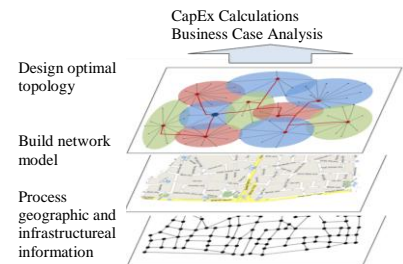 CapEx Calculations
Business Case Analysis
Design optimal
topology
Build network
model
Process
geographic and
infrastructureal
information